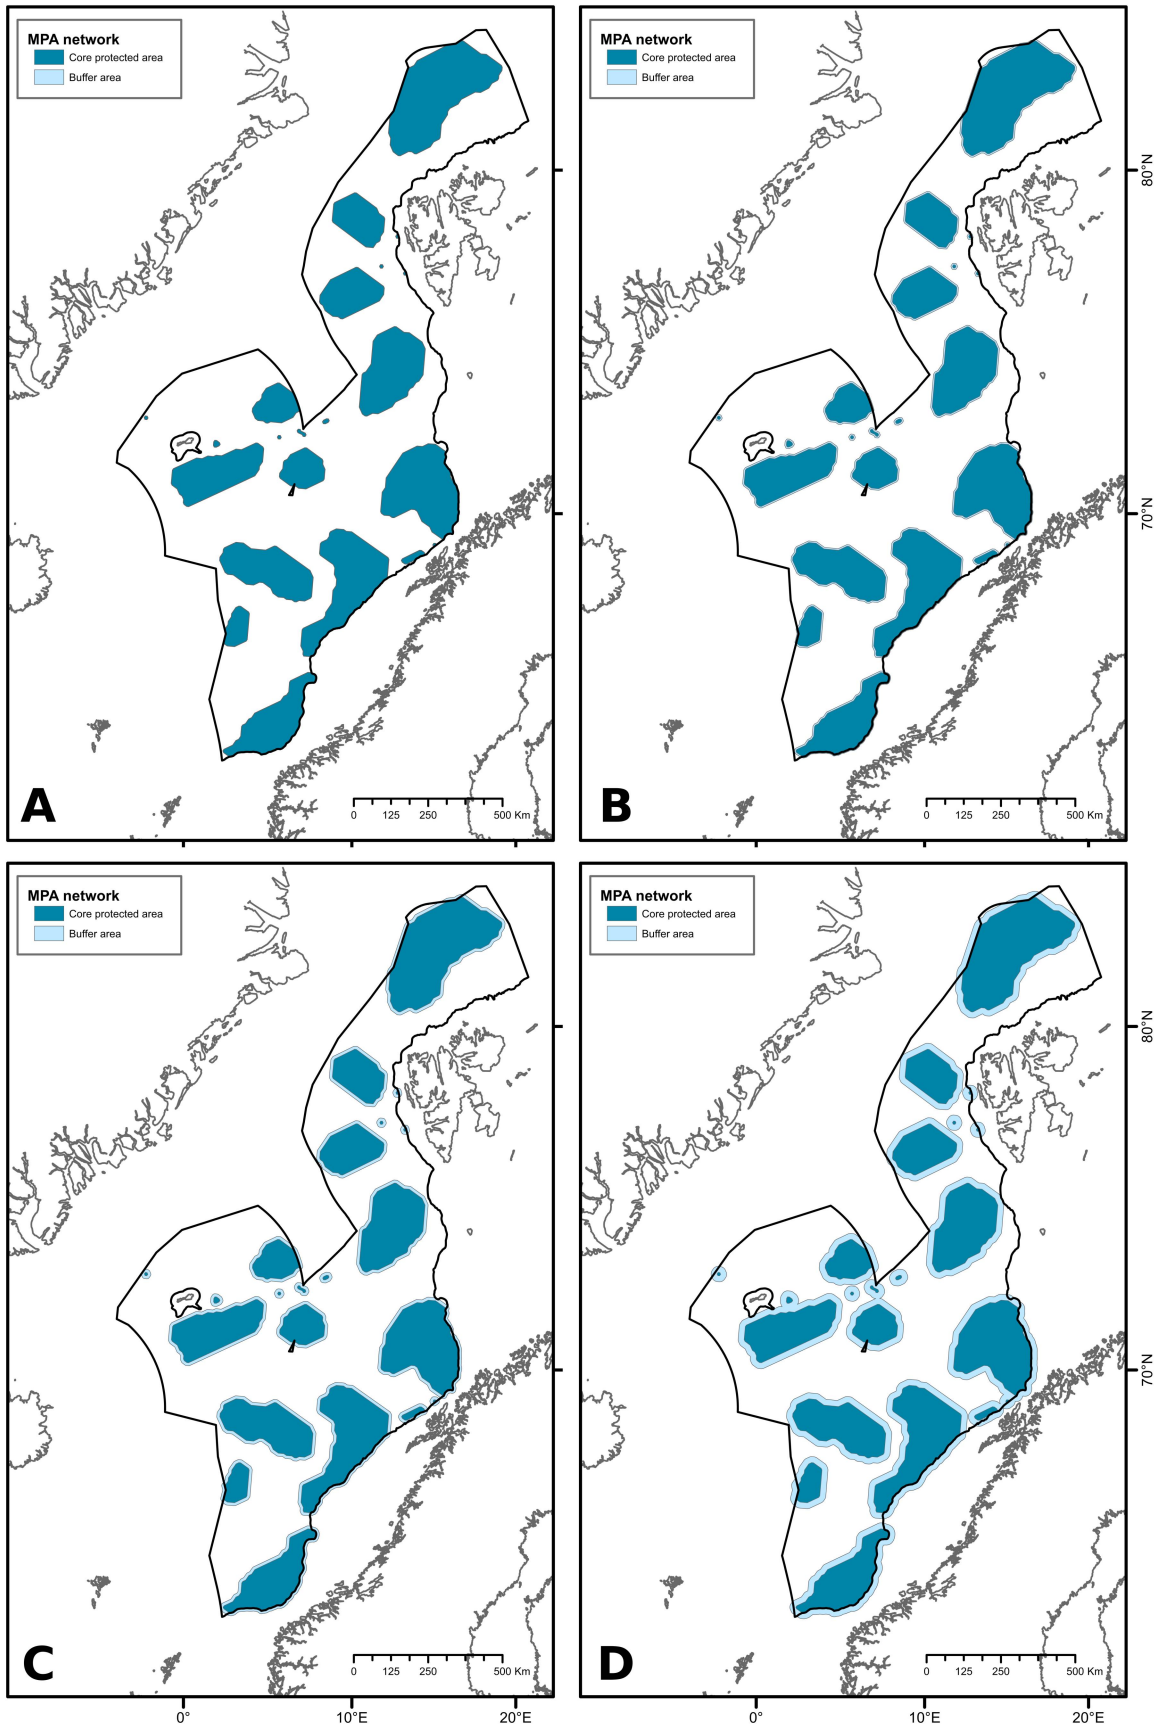 MPA network
Core protected area
Buffer area
A
0 125 250 500 Km
MPA network
Core protected area
Buffer area
80°N
70°N
B
0 125 250 500 Km
MPA network
Core protected area
Buffer area
C
0 125 250 500 Km
0° 10°E 20°E
MPA network
Core protected area
Buffer area
80°N
70°N
D
0 125 250 500 Km
0° 10°E 20°E